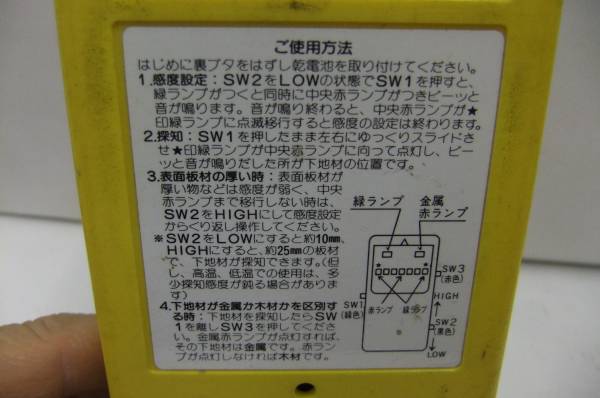 ご使用方法
はじめに裏ブタをはずし乾電池を取り付けてください。
1.感度設定：SW2をLOWの状態でSW1を押すと、
緑ランプがつくと同時に中央赤ランプがつきピーッと
音が鳴ります。音が鳴り終わると、中央赤ランプが★
印緑ランプに点滅移行すると感度の設定は終わります。
2.探知：SW1を押したまま左右にゆっくりスライドさ
せ★印緑ランプが中央赤ランプに向って点灯し、ピー
ッと音が鳴りだした所が下地材の位置です。
3.表面板材の厚い時：表面板材が
厚い物などは感度が弱く、中央
赤ランプまで移行しない時は、
SW2をHIGHにして感度設定
からくり返し操作してください。
※SW2をLOWにすると約10mm、
HIGHにすると、約25mmの板材
で、下地材が探知できます。(但
し、高温、低温での使用は、多
少探知感度が鈍る場合がありま
す)
4.下地材が金属か木材かを区別す
る時：下地材を探知したらSW
1を離しSW3を押してくださ
い。金属赤ランプが点灯すれば、
その下地材は金属です。赤ラン
プが点灯しなければ木材です。
緑ランプ
金属
赤ランプ
★ ★
SW3
(赤色)
SW1
(緑色)
赤ランプ
緑ランプ
HIGH
SW2
(黒色)
LOW